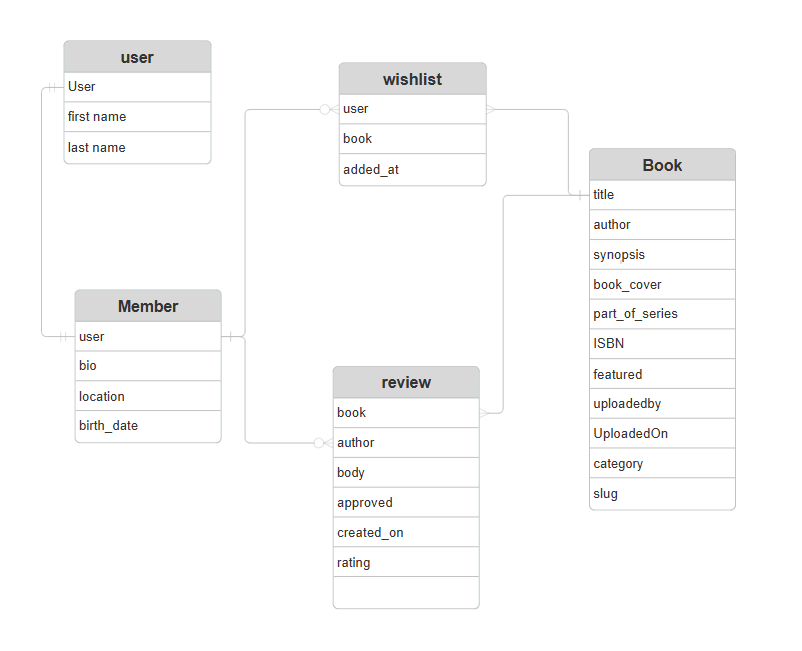 user
User
first name
last name
wishlist
user
book
added_at
Book
title
author
synopsis
book_cover
part_of_series
ISBN
featured
uploadedby
UploadedOn
category
slug
Member
user
bio
location
birth_date
review
book
author
body
approved
created_on
rating